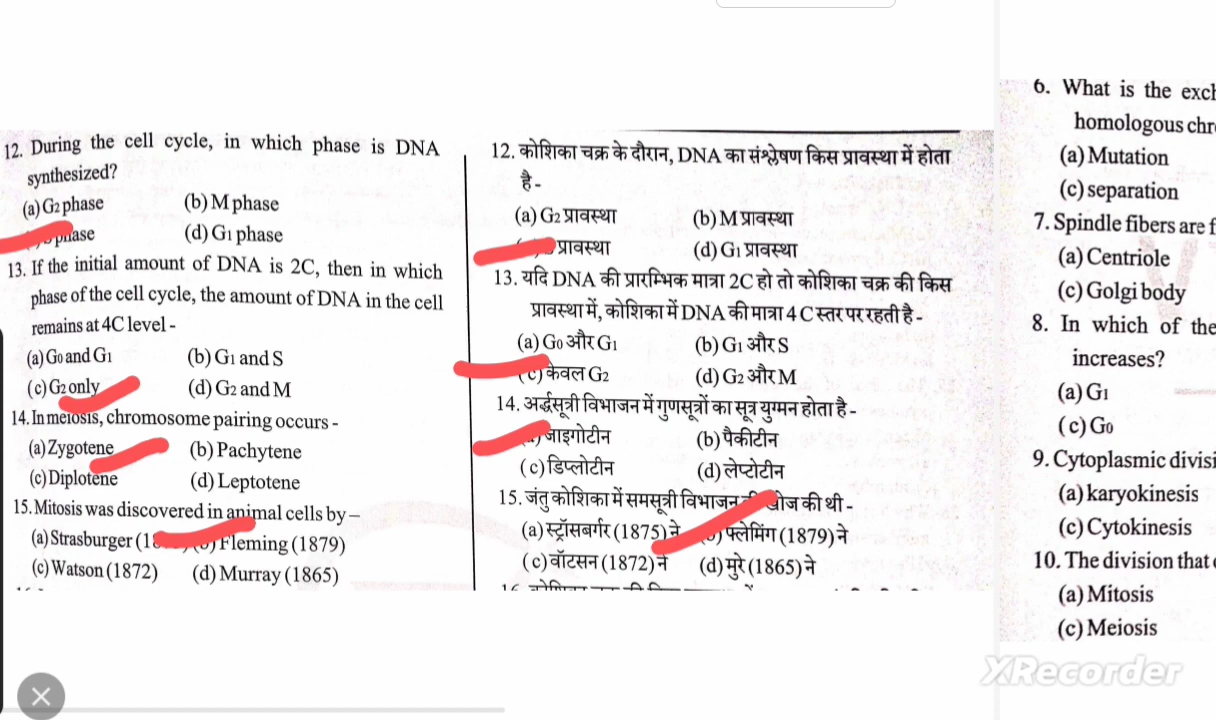 12. During the cell cycle, in which phase is DNA
synthesized?
(a) G2 phase (b) M phase
phase (d) G1 phase
13. If the initial amount of DNA is 2C, then in which
phase of the cell cycle, the amount of DNA in the cell
remains at 4C level -
(a) G0 and G1 (b) G1 and S
(c) G2 only (d) G2 and M
14. In meiosis, chromosome pairing occurs -
(a) Zygotene (b) Pachytene
(c) Diplotene (d) Leptotene
15. Mitosis was discovered in animal cells by –
(a) Strasburger (b) Fleming (1879)
(c) Watson (1872) (d) Murray (1865)
12. कोशिका चक्र के दौरान, DNA का संश्लेषण किस प्रावस्था में होता
है -
(a) G2 प्रावस्था (b) M प्रावस्था
प्रावस्था (d) G1 प्रावस्था
13. यदि DNA की प्रारम्भिक मात्रा 2C हो तो कोशिका चक्र की किस
प्रावस्था में, कोशिका में DNA की मात्रा 4 C स्तर पर रहती है -
(a) G0 और G1 (b) G1 और S
(c) केवल G2 (d) G2 और M
14. अर्द्धसूत्री विभाजन में गुणसूत्रों का सूत्र युग्मन होता है -
जाइगोटीन (b) पैकीटीन
(c) डिप्लोटीन (d) लेप्टोटीन
15. जंतु कोशिका में समसूत्री विभाजन की खोज की थी -
(a) स्ट्रॉसबर्गर (1875) ने (b) फ्लेमिंग (1879) ने
(c) वॉटसन (1872) ने (d) मुरे (1865) ने
6. What is the exch
homologous chr
(a) Mutation
(c) separation
7. Spindle fibers are f
(a) Centriole
(c) Golgi body
8. In which of the
increases?
(a) G1
(c) G0
9. Cytoplasmic divisi
(a) karyokinesis
(c) Cytokinesis
10. The division that
(a) Mitosis
(c) Meiosis
XRecorder